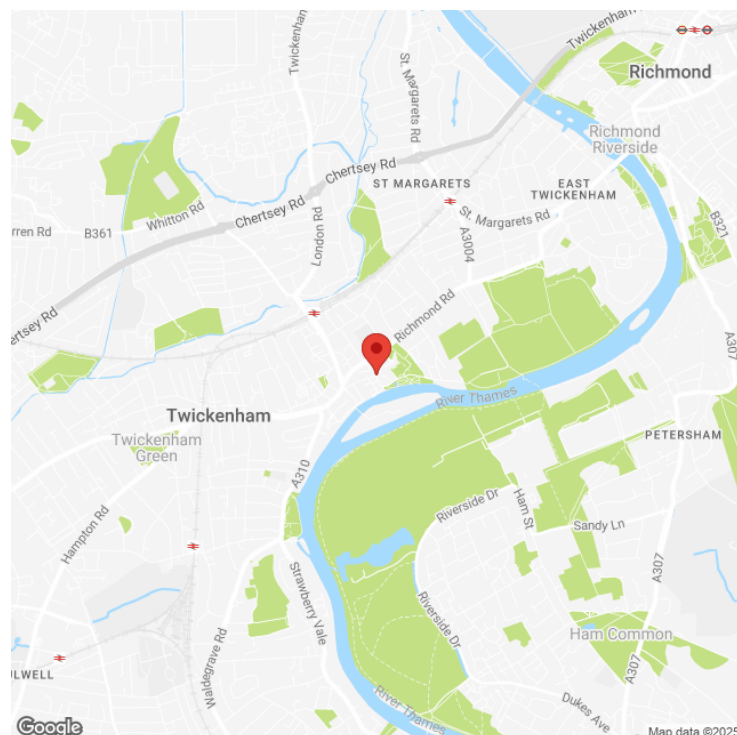 Twickenham
St. Margarets Rd
Twickenham
Richmond
Richmond
Riverside
Chertsey Rd
ST MARGARETS
EAST
TWICKENHAM
Whitton Rd
rren Rd
B361
Chertsey Rd
London Rd
St. Margarets Rd
A3004
B321
ertsey Rd
Richmond Rd
A307
River Thames
Twickenham
Twickenham
Green
PETERSHAM
A310
Hampton Rd
Riverside Dr
Ham St
Sandy Ln
A307
Strawberry Vale
Riverside Dr
Ham Common
Waldegrave Rd
A307
ULWELL
River Thames
Dukes Ave
Google
Map data ©2025